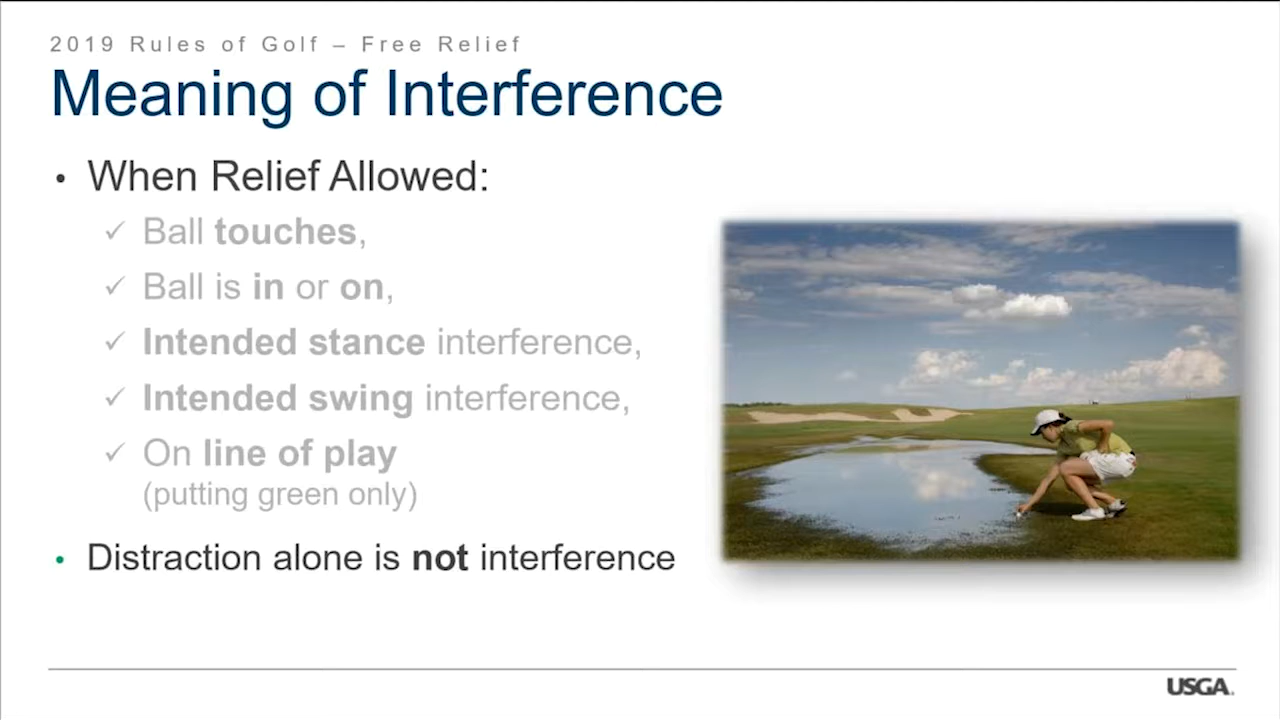 2019 Rules of Golf – Free Relief
Meaning of Interference
• When Relief Allowed:
✓ Ball touches,
✓ Ball is in or on,
✓ Intended stance interference,
✓ Intended swing interference,
✓ On line of play
(putting green only)
• Distraction alone is not interference
USGA.